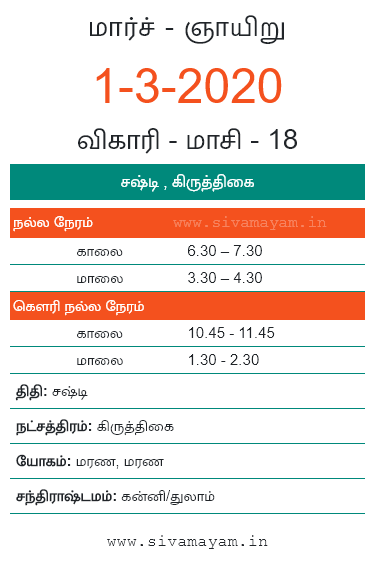 மார்ச் - ஞாயிறு
1-3-2020
விகாரி - மாசி - 18
சஷ்டி , கிருத்திகை
நல்ல நேரம் www.sivamayam.in
காலை 6.30 – 7.30
மாலை 3.30 – 4.30
கௌரி நல்ல நேரம்
காலை 10.45 - 11.45
மாலை 1.30 - 2.30
திதி: சஷ்டி
நட்சத்திரம்: கிருத்திகை
யோகம்: மரண, மரண
சந்திராஷ்டமம்: கன்னி/துலாம்
www.sivamayam.in